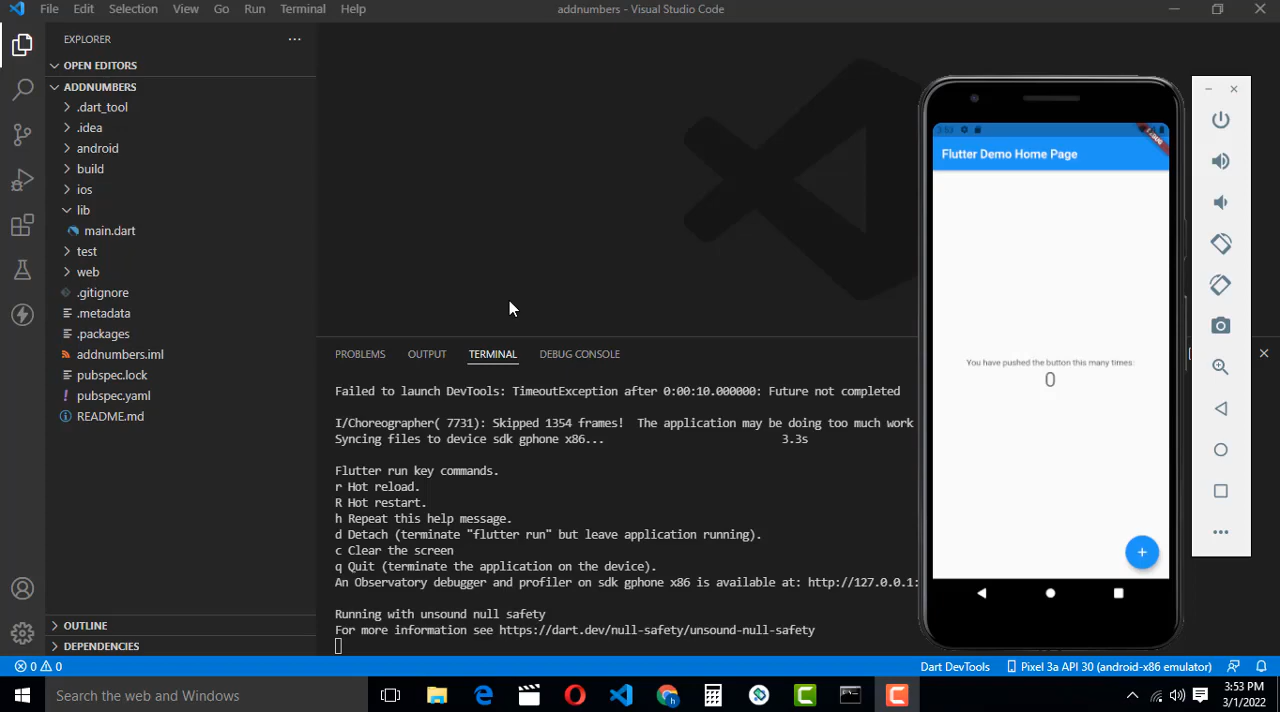 File Edit Selection View Go Run Terminal Help
addnumbers - Visual Studio Code
EXPLORER
OPEN EDITORS
ADDNUMBERS
.dart_tool
.idea
android
build
ios
lib
main.dart
test
web
.gitignore
.metadata
.packages
addnumbers.iml
pubspec.lock
pubspec.yaml
README.md
OUTLINE
DEPENDENCIES
PROBLEMS OUTPUT TERMINAL DEBUG CONSOLE
Failed to launch DevTools: TimeoutException after 0:00:10.000000: Future not completed
I/Choreographer( 7731): Skipped 1354 frames!  The application may be doing too much work
Syncing files to device sdk gphone x86... 3.3s
Flutter run key commands.
r Hot reload.
R Hot restart.
h Repeat this help message.
d Detach (terminate "flutter run" but leave application running).
c Clear the screen
q Quit (terminate the application on the device).
An Observatory debugger and profiler on sdk gphone x86 is available at: http://127.0.0.1:
Running with unsound null safety
For more information see https://dart.dev/null-safety/unsound-null-safety
Flutter Demo Home Page
You have pushed the button this many times:
0
0 0
Dart DevTools
Pixel 3a API 30 (android-x86 emulator)
Search the web and Windows
3:53 PM
3/1/2022